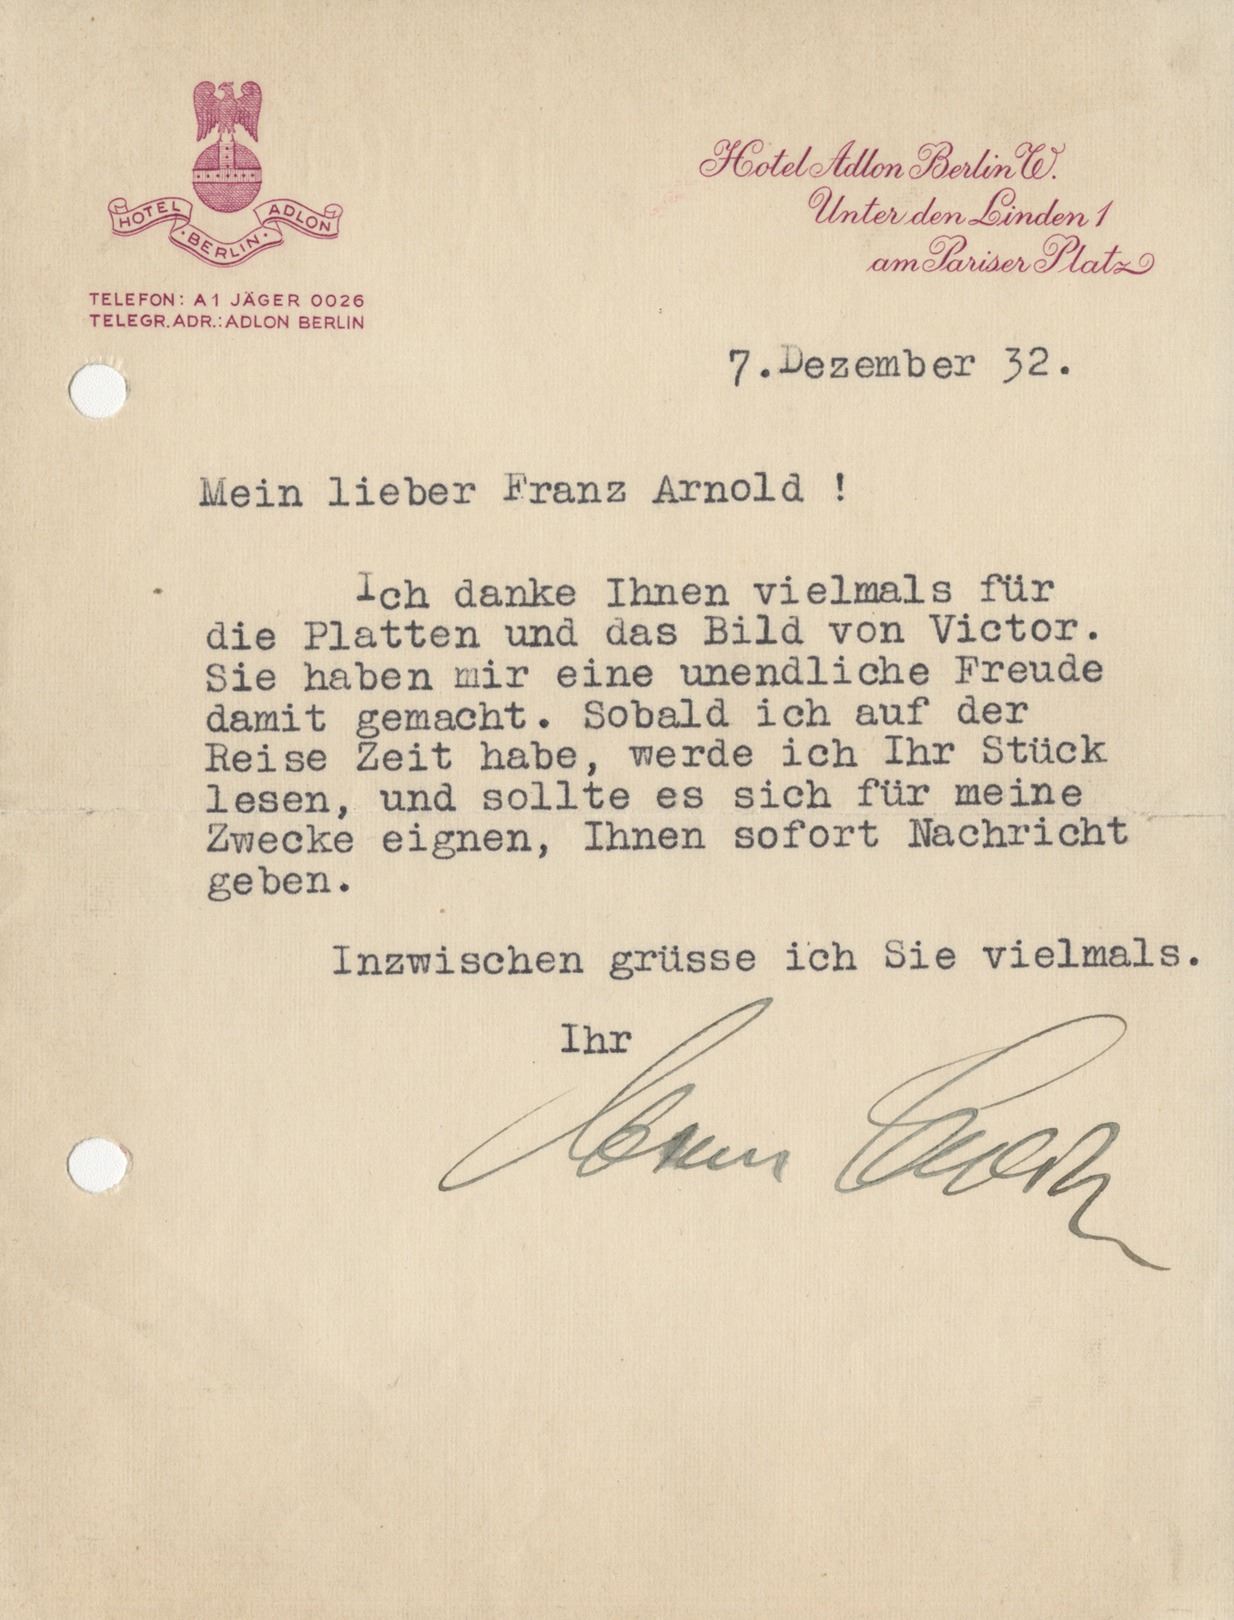 HOTEL ADLON
BERLIN
TELEFON: A1 JÄGER 0026
TELEGR.ADR.: ADLON BERLIN
Hotel Adlon Berlin W.
Unter den Linden 1
am Pariser Platz
7.Dezember 32.
Mein lieber Franz Arnold !
Ich danke Ihnen vielmals für
die Platten und das Bild von Victor.
Sie haben mir eine unendliche Freude
damit gemacht. Sobald ich auf der
Reise Zeit habe, werde ich Ihr Stück
lesen, und sollte es sich für meine
Zwecke eignen, Ihnen sofort Nachricht
geben.
Inzwischen grüsse ich Sie vielmals.
Ihr